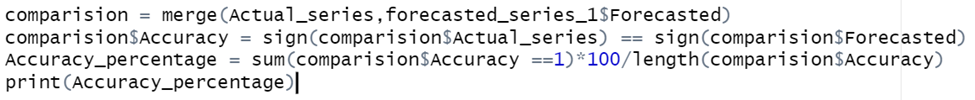 comparision = merge(Actual_series,forecasted_series_1$Forecasted)
comparision$Accuracy = sign(comparision$Actual_series) == sign(comparision$Forecasted)
Accuracy_percentage = sum(comparision$Accuracy ==1)*100/length(comparision$Accuracy)
print(Accuracy_percentage)